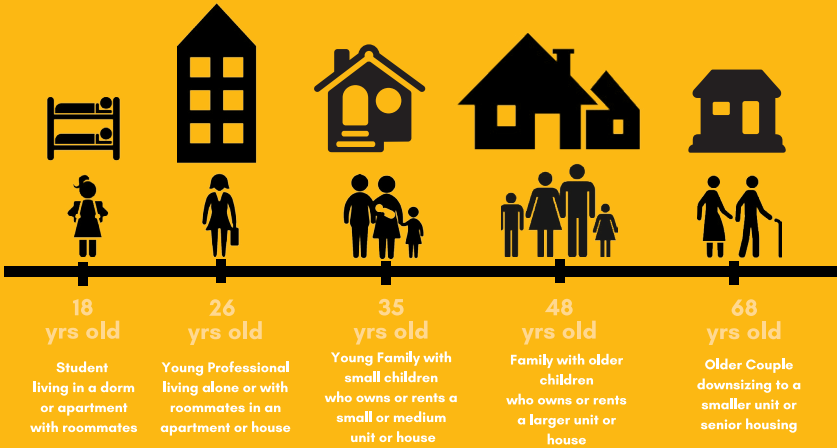 18
yrs old
Student
living in a dorm
or apartment
with roommates
26
yrs old
Young Professional
living alone or with
roommates in an
apartment or house
35
yrs old
Young Family with
small children
who owns or rents a
small or medium
unit or house
48
yrs old
Family with older
children
who owns or rents
a larger unit or
house
68
yrs old
Older Couple
downsizing to a
smaller unit or
senior housing